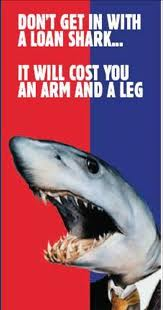 DON'T GET IN WITH
A LOAN SHARK...
IT WILL COST YOU
AN ARM AND A LEG